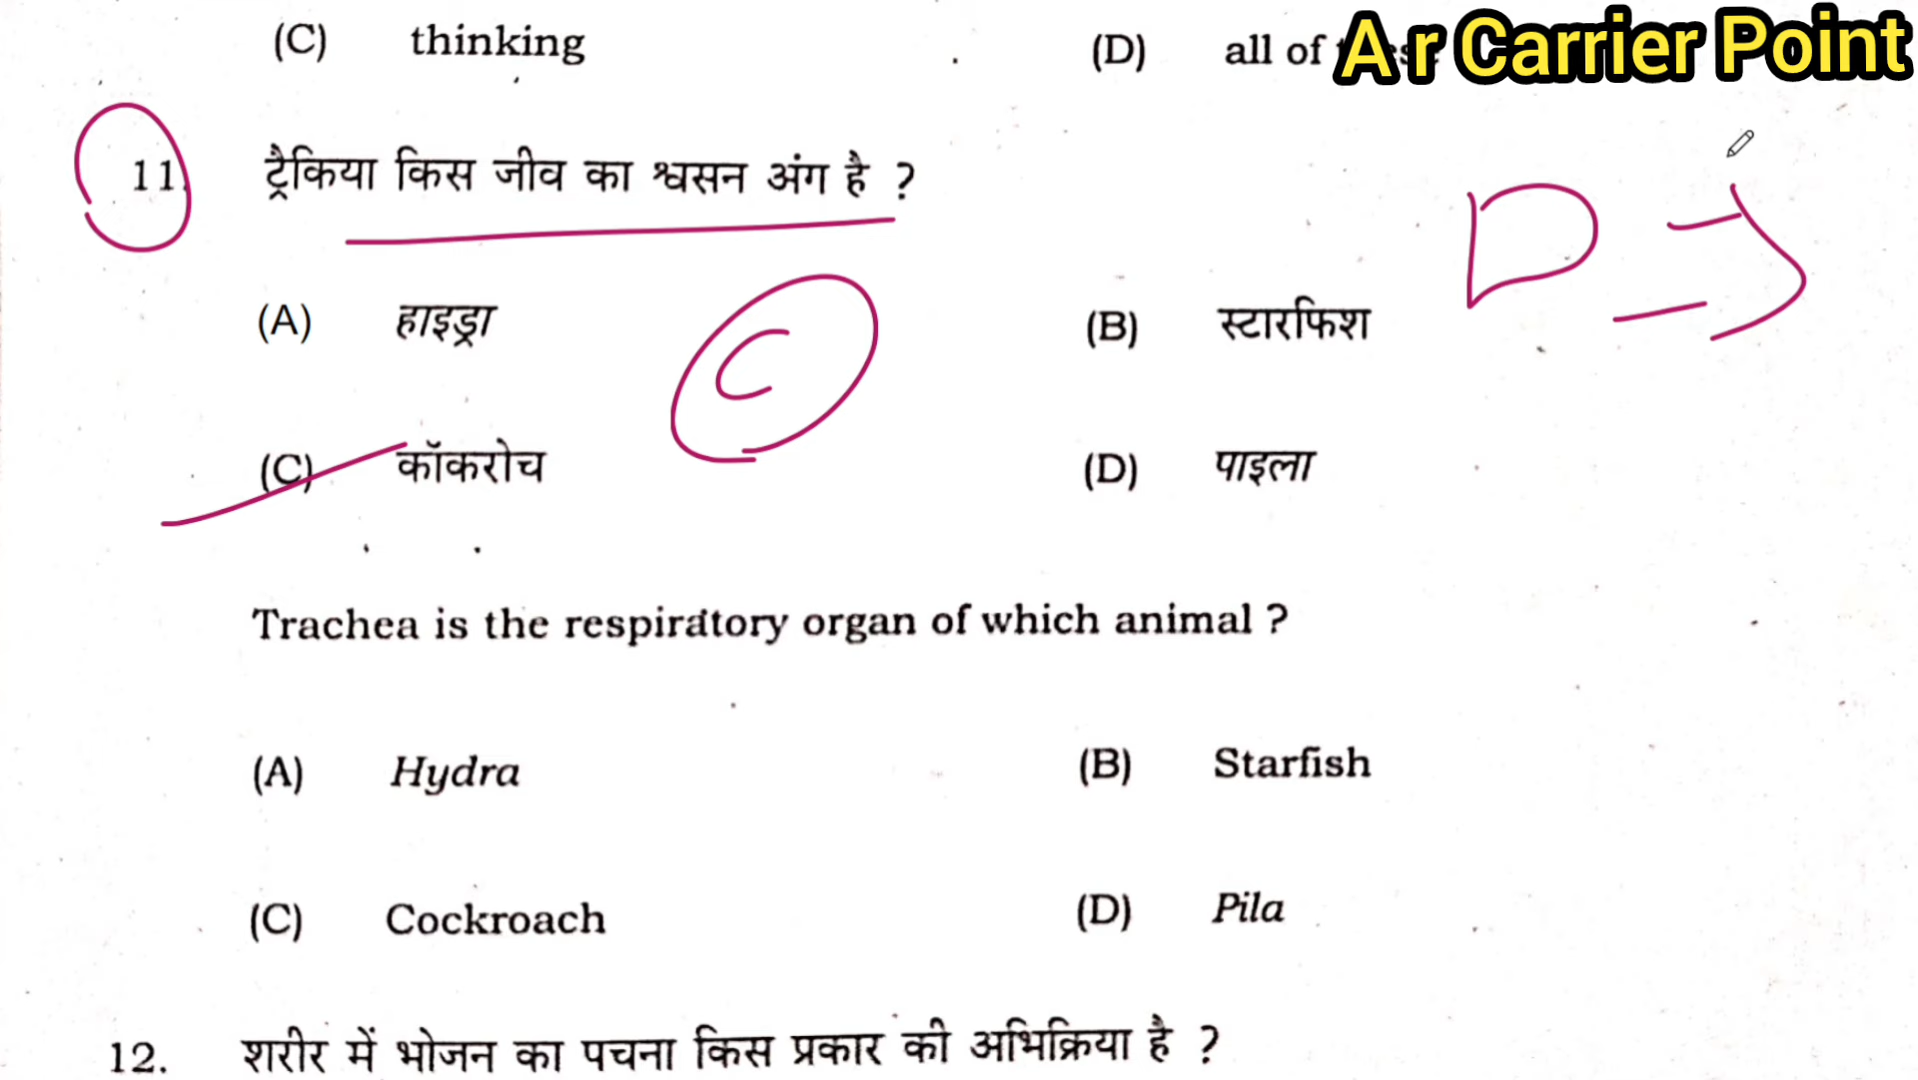 (C) thinking (D) all of
A r Carrier Point
11. ट्रैकिया किस जीव का श्वसन अंग है ?
D
(A) हाइड्रा (B) स्टारफिश
C
(C) कॉकरोच (D) पाइला
Trachea is the respiratory organ of which animal ?
(A) Hydra (B) Starfish
(C) Cockroach (D) Pila
12. शरीर में भोजन का पचना किस प्रकार की अभिक्रिया है ?